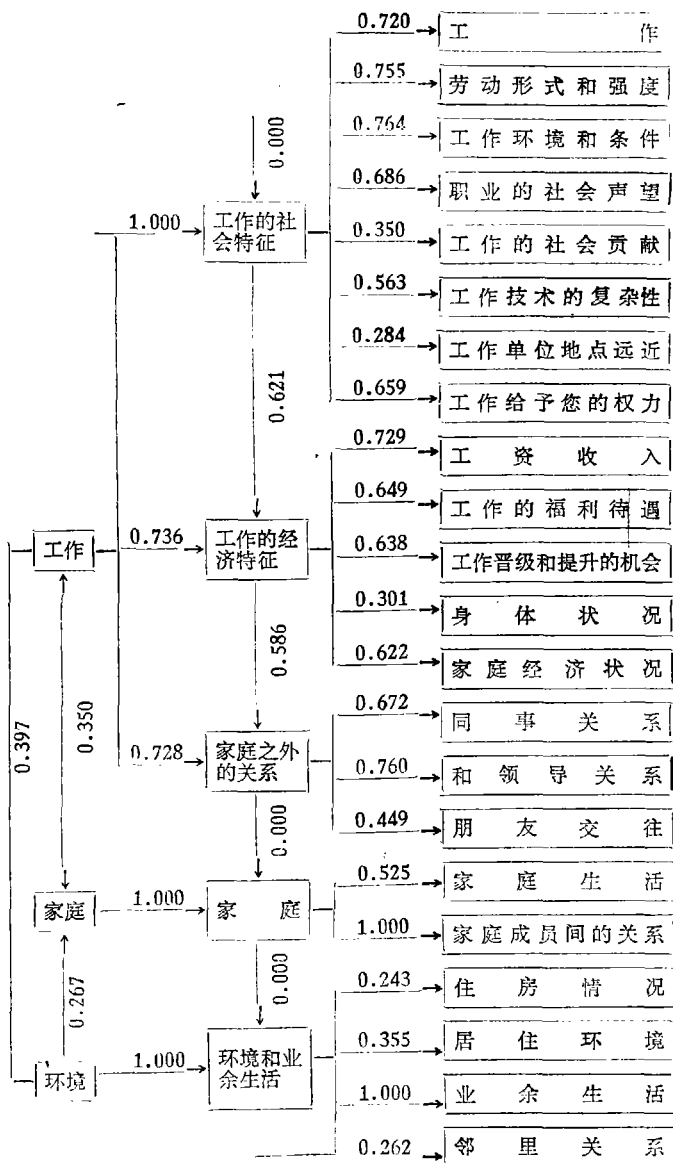 0.720
工作
0.755
劳动形式和强度
0.000
0.764
工作环境和条件
0.686
职业的社会声望
1.000
工作的社
会特征
0.350
工作的社会贡献
0.563
工作技术的复杂性
0.284
工作单位地点远近
0.621
0.659
工作给予您的权力
0.729
工资收入
0.649
工作的福利待遇
工作
0.736
工作的经
济特征
0.638
工作晋级和提升的机会
0.301
身体状况
0.586
0.622
家庭经济状况
0.397
0.350
0.672
同事关系
0.728
家庭之外
的关系
0.760
和领导关系
0.000
0.449
朋友交往
0.525
家庭生活
家庭
1.000
家庭
1.000
家庭成员间的关系
0.267
0.000
0.243
住房情况
0.355
居住环境
环境
1.000
环境和业
余生活
1.000
业余生活
0.262
邻里关系